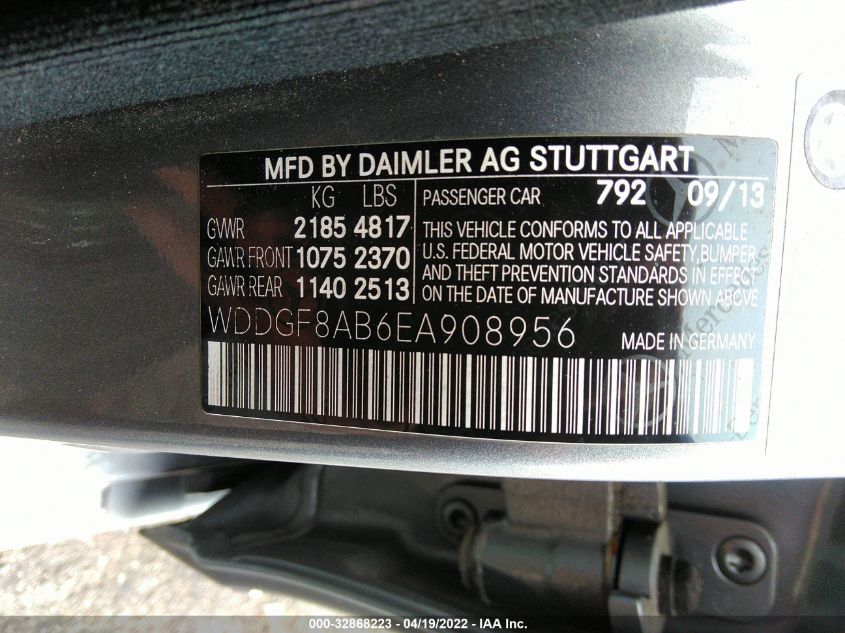 MFD BY DAIMLER AG STUTTGART
KG LBS
GVWR 2185 4817
GAWR FRONT 1075 2370
GAWR REAR 1140 2513
PASSENGER CAR 792 09/13
THIS VEHICLE CONFORMS TO ALL APPLICABLE
U.S. FEDERAL MOTOR VEHICLE SAFETY, BUMPER,
AND THEFT PREVENTION STANDARDS IN EFFECT
ON THE DATE OF MANUFACTURE SHOWN ABOVE
WDDGF8AB6EA908956 MADE IN GERMANY
000-32868223 - 04/19/2022 - IAA Inc.